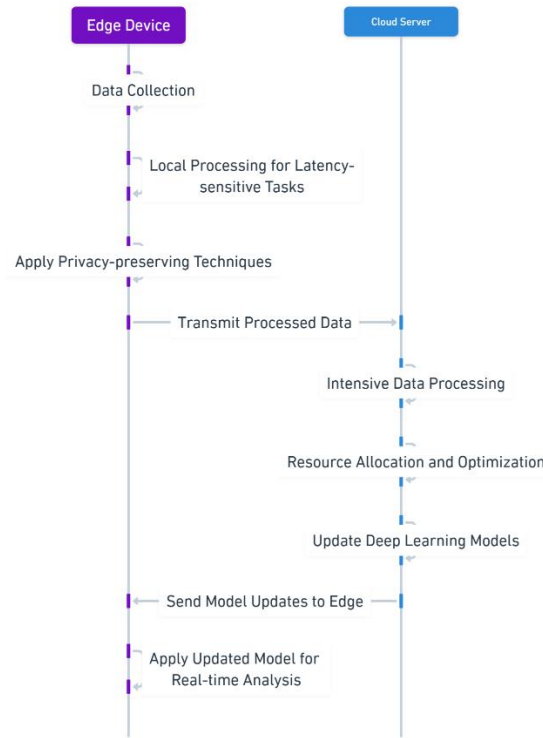 Edge Device
Cloud Server
Data Collection
Local Processing for Latency-
sensitive Tasks
Apply Privacy-preserving Techniques
Transmit Processed Data
Intensive Data Processing
Resource Allocation and Optimization
Update Deep Learning Models
Send Model Updates to Edge
Apply Updated Model for
Real-time Analysis